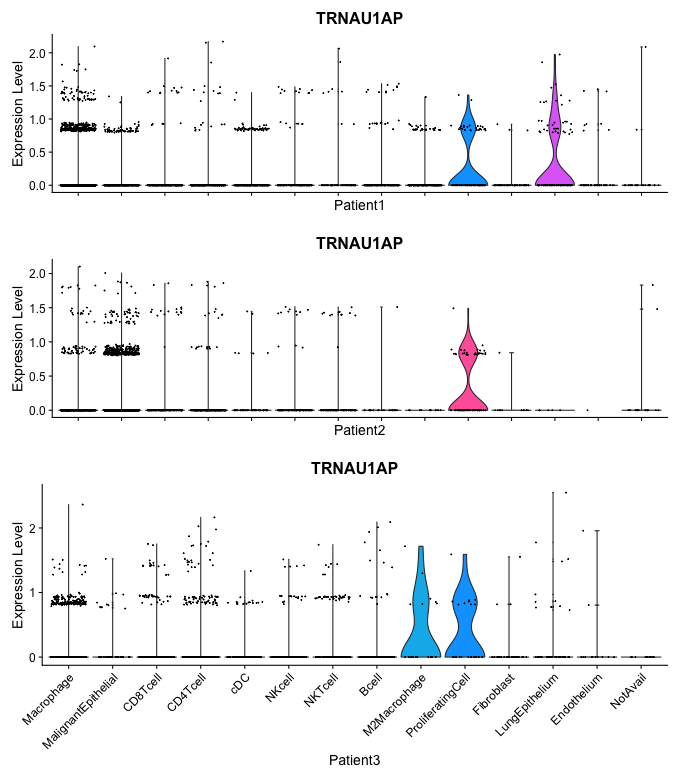 TRNAU1AP
Expression Level
2.0
1.5
1.0
0.5
0.0
Patient1
TRNAU1AP
Expression Level
2.0
1.5
1.0
0.5
0.0
Patient2
TRNAU1AP
Expression Level
2
1
0
Macrophage
MalignantEpithelial
CD8Tcell
CD4Tcell
cDC
NKcell
NKTcell
Bcell
M2Macrophage
ProliferatingCell
Fibroblast
LungEpithelium
Endothelium
NotAvail
Patient3